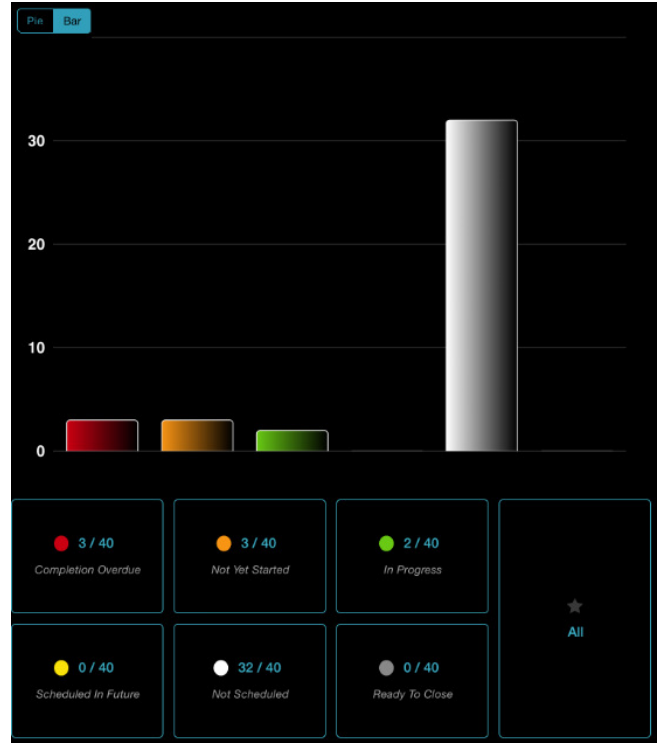 Pie Bar
30
20
10
0
3 / 40
Completion Overdue
3 / 40
Not Yet Started
2 / 40
In Progress
All
0 / 40
Scheduled In Future
32 / 40
Not Scheduled
0 / 40
Ready To Close